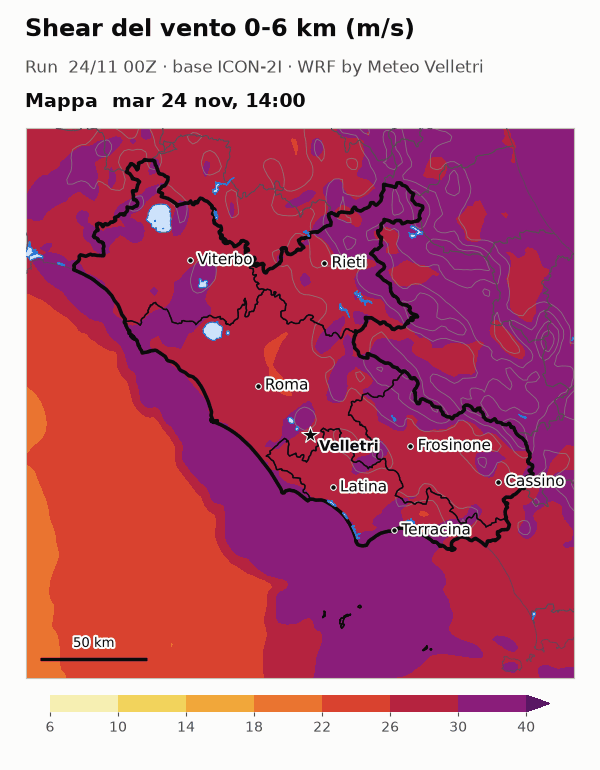 Shear del vento 0-6 km (m/s)
Run 24/11 00Z · base ICON-2I · WRF by Meteo Velletri
Mappa mar 24 nov, 14:00
Viterbo
Rieti
Roma
Velletri
Frosinone
Latina
Cassino
Terracina
50 km
6 10 14 18 22 26 30 40